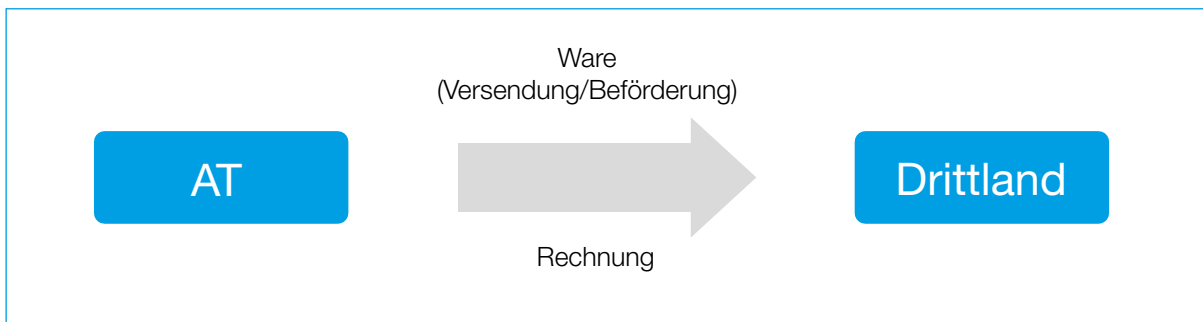 Ware
(Versendung/Beförderung)
AT
Drittland
Rechnung